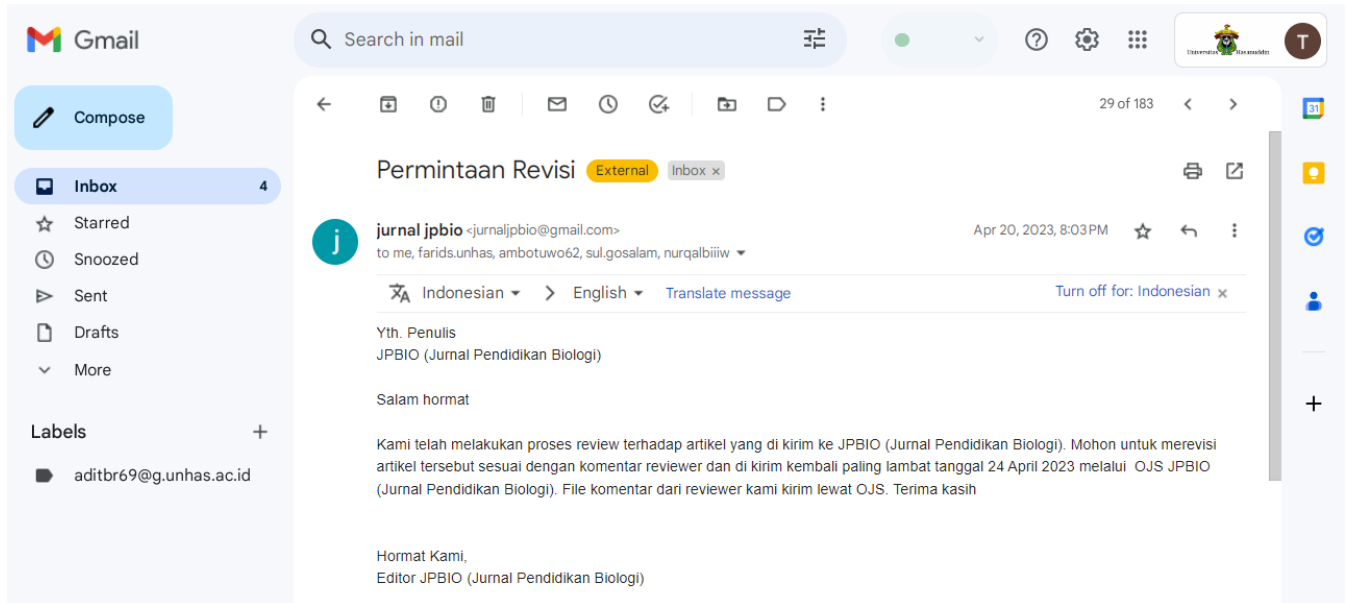 Gmail
Search in mail
Universitas Hasanuddin
T
Compose
29 of 183
31
Inbox 4
Starred
Snoozed
Sent
Drafts
More
Labels
aditbr69@g.unhas.ac.id
Permintaan Revisi External Inbox x
j
jurnal jpbio <jurnaljpbio@gmail.com> Apr 20, 2023, 8:03 PM
to me, farids.unhas, ambotuwo62, sul.gosalam, nurqalbiiiw
Indonesian > English Translate message Turn off for: Indonesian x
Yth. Penulis
JPBIO (Jurnal Pendidikan Biologi)
Salam hormat
Kami telah melakukan proses review terhadap artikel yang di kirim ke JPBIO (Jurnal Pendidikan Biologi). Mohon untuk merevisi
artikel tersebut sesuai dengan komentar reviewer dan di kirim kembali paling lambat tanggal 24 April 2023 melalui OJS JPBIO
(Jurnal Pendidikan Biologi). File komentar dari reviewer kami kirim lewat OJS. Terima kasih
Hormat Kami,
Editor JPBIO (Jurnal Pendidikan Biologi)